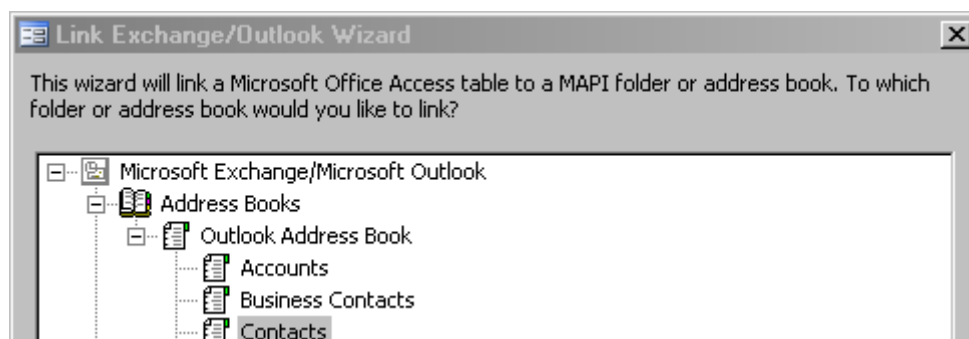 Link Exchange/Outlook Wizard
This wizard will link a Microsoft Office Access table to a MAPI folder or address book. To which
folder or address book would you like to link?
Microsoft Exchange/Microsoft Outlook
Address Books
Outlook Address Book
Accounts
Business Contacts
Contacts